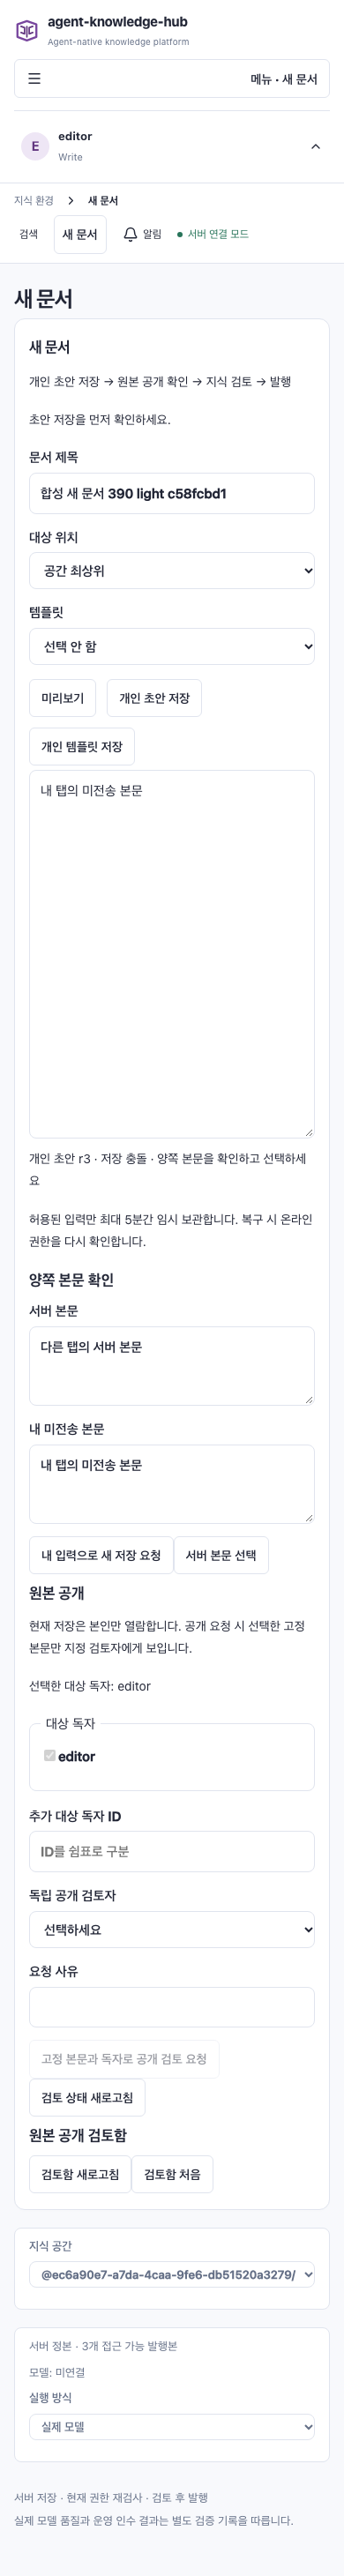 agent-knowledge-hub
Agent-native knowledge platform
메뉴 · 새 문서
E
editor
Write
지식 환경 > 새 문서
검색 새 문서 알림 서버 연결 모드
새 문서
새 문서
개인 초안 저장 → 원본 공개 확인 → 지식 검토 → 발행
초안 저장을 먼저 확인하세요.
문서 제목
합성 새 문서 390 light c58fcbd1
대상 위치
공간 최상위
템플릿
선택 안 함
미리보기 개인 초안 저장
개인 템플릿 저장
내 탭의 미전송 본문
개인 초안 r3 · 저장 충돌 · 양쪽 본문을 확인하고 선택하세
요
허용된 입력만 최대 5분간 임시 보관합니다. 복구 시 온라인
권한을 다시 확인합니다.
양쪽 본문 확인
서버 본문
다른 탭의 서버 본문
내 미전송 본문
내 탭의 미전송 본문
내 입력으로 새 저장 요청 서버 본문 선택
원본 공개
현재 저장은 본인만 열람합니다. 공개 요청 시 선택한 고정
본문만 지정 검토자에게 보입니다.
선택한 대상 독자: editor
대상 독자
editor
추가 대상 독자 ID
ID를 쉼표로 구분
독립 공개 검토자
선택하세요
요청 사유
고정 본문과 독자로 공개 검토 요청
검토 상태 새로고침
원본 공개 검토함
검토함 새로고침 검토함 처음
지식 공간
@ec6a90e7-a7da-4caa-9fe6-db51520a3279/
서버 정본 · 3개 접근 가능 발행본
모델: 미연결
실행 방식
실제 모델
서버 저장 · 현재 권한 재검사 · 검토 후 발행
실제 모델 품질과 운영 인수 결과는 별도 검증 기록을 따릅니다.